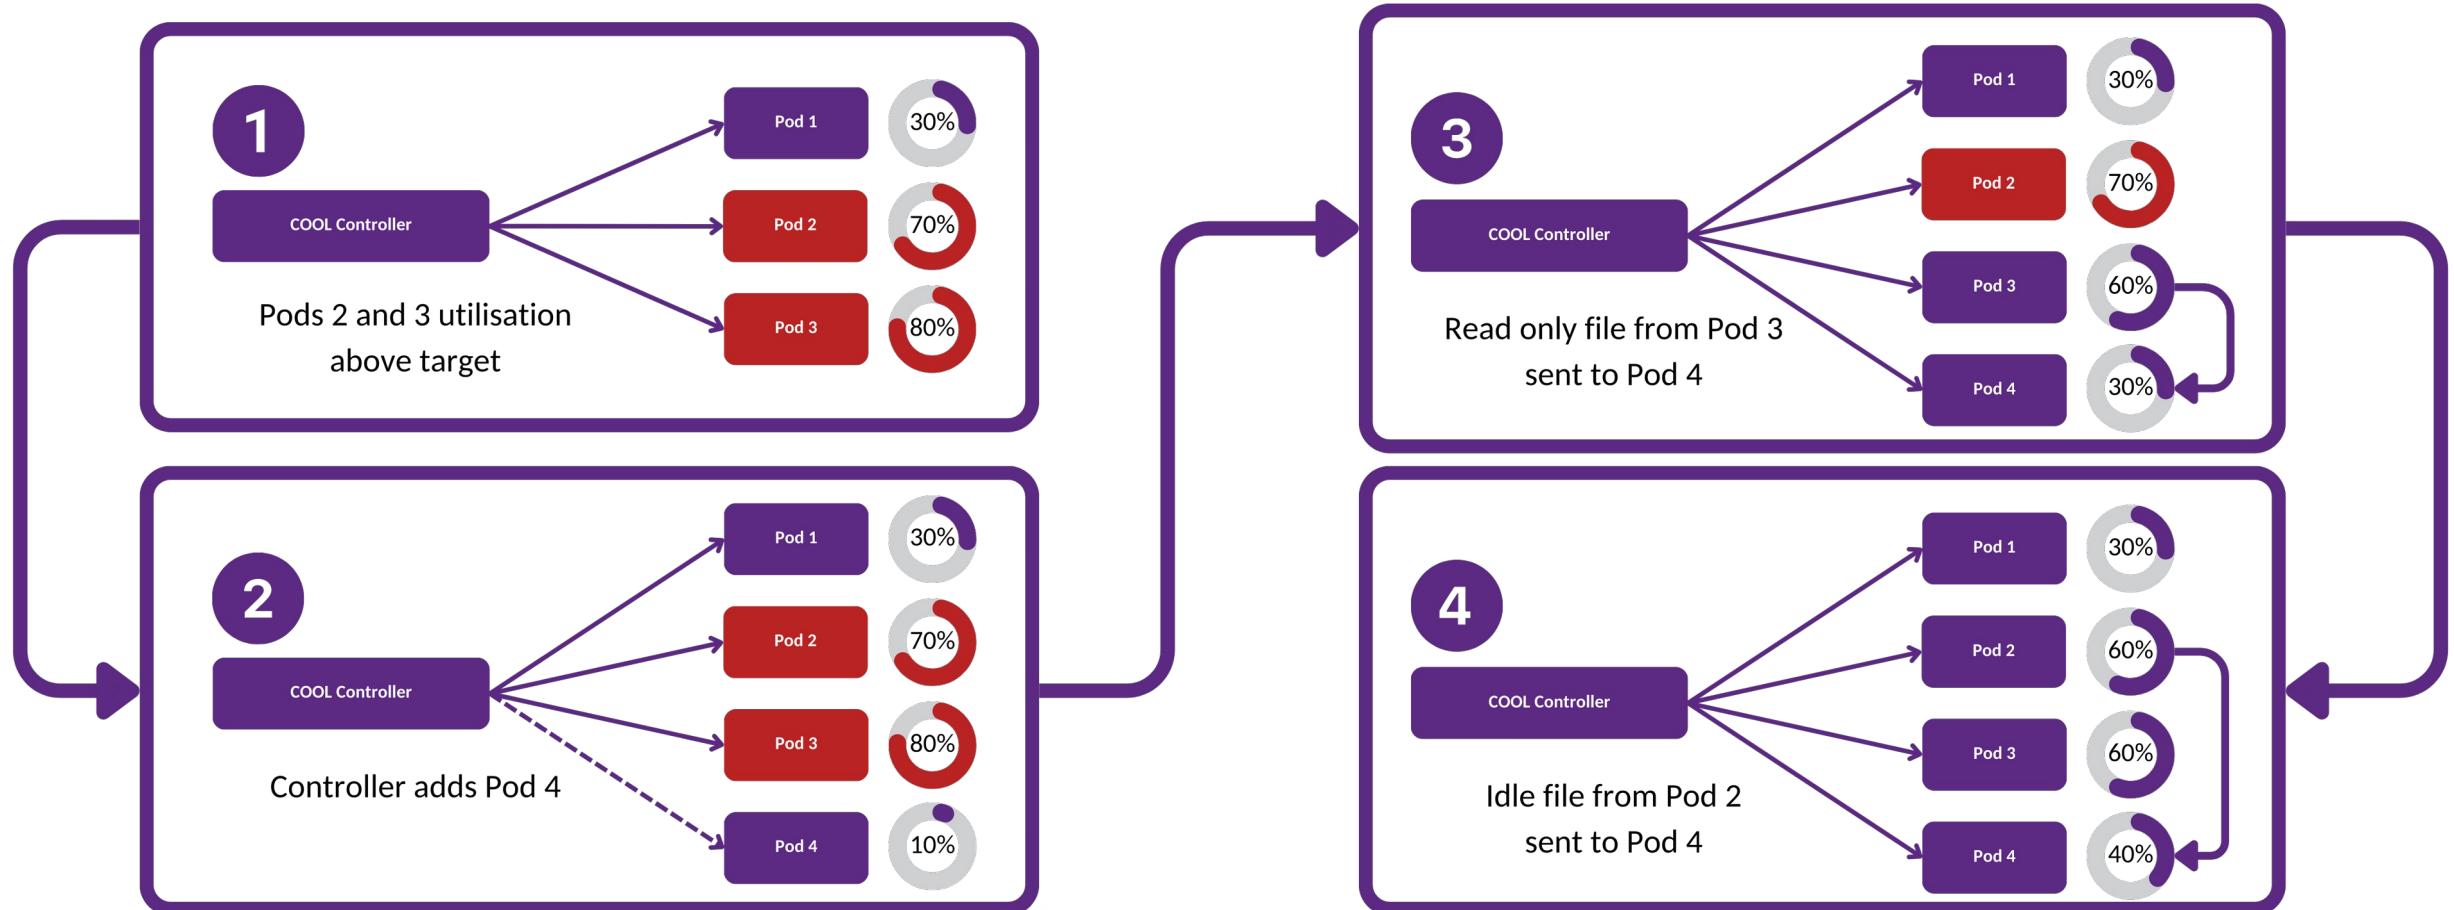 1
COOL Controller
Pods 2 and 3 utilisation
above target
Pod 1
30%
Pod 2
70%
Pod 3
80%
2
COOL Controller
Controller adds Pod 4
Pod 1
30%
Pod 2
70%
Pod 3
80%
Pod 4
10%
3
COOL Controller
Read only file from Pod 3
sent to Pod 4
Pod 1
30%
Pod 2
70%
Pod 3
60%
Pod 4
30%
4
COOL Controller
Idle file from Pod 2
sent to Pod 4
Pod 1
30%
Pod 2
60%
Pod 3
60%
Pod 4
40%